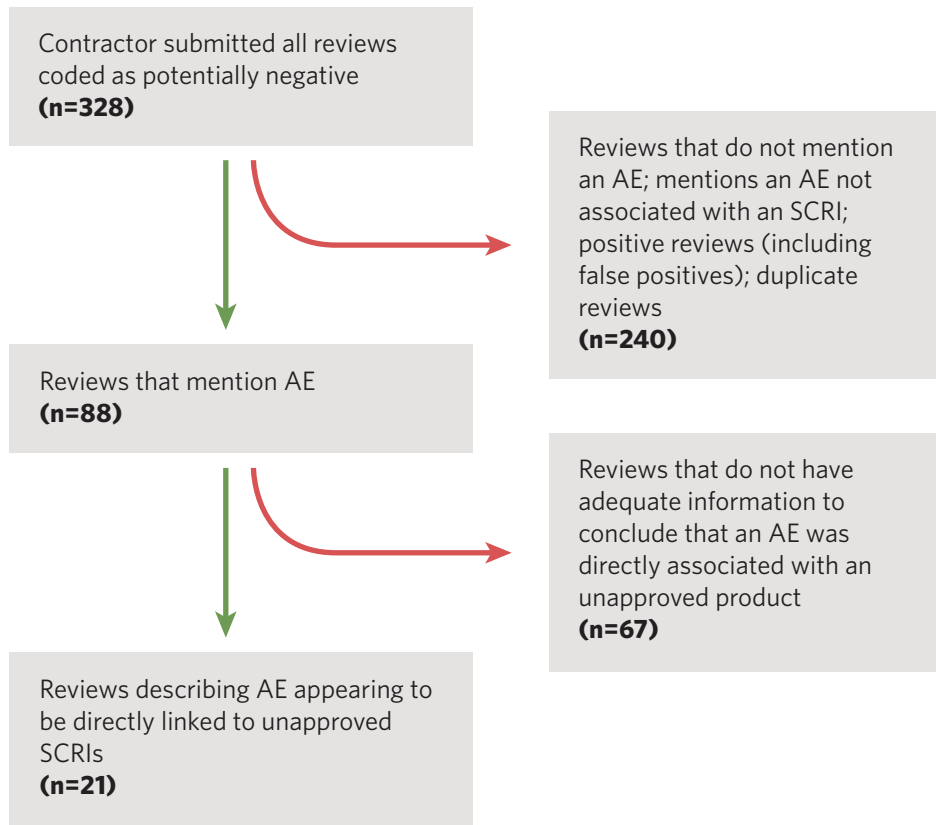 Contractor submitted all reviews
coded as potentially negative
(n=328)
Reviews that do not mention
an AE; mentions an AE not
associated with an SCRI;
positive reviews (including
false positives); duplicate
reviews
(n=240)
Reviews that mention AE
(n=88)
Reviews that do not have
adequate information to
conclude that an AE was
directly associated with an
unapproved product
(n=67)
Reviews describing AE appearing to
be directly linked to unapproved
SCRIs
(n=21)